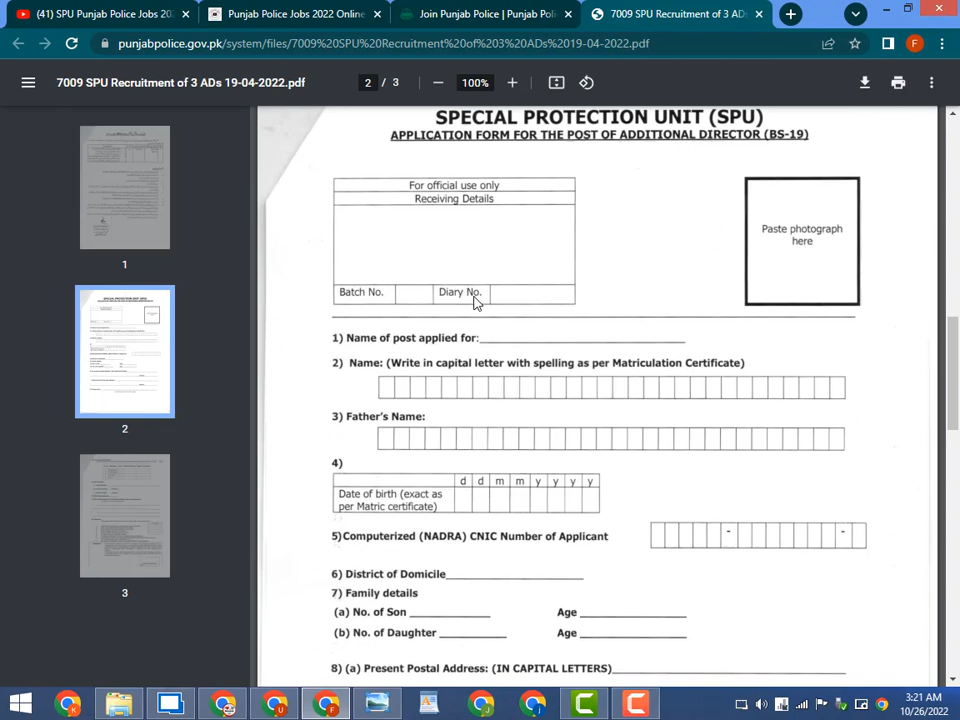 (41) SPU Punjab Police Jobs 202
Punjab Police Jobs 2022 Online
Join Punjab Police | Punjab Poli
7009 SPU Recruitment of 3 AD
punjabpolice.gov.pk/system/files/7009%20SPU%20Recruitment%20of%203%20ADs%2019-04-2022.pdf
F
7009 SPU Recruitment of 3 ADs 19-04-2022.pdf
2 / 3
100%
1
2
3
SPECIAL PROTECTION UNIT (SPU)
APPLICATION FORM FOR THE POST OF ADDITIONAL DIRECTOR (BS-19)
For official use only
Receiving Details
Batch No. Diary No.
Paste photograph
here
1) Name of post applied for:
2) Name: (Write in capital letter with spelling as per Matriculation Certificate)
3) Father's Name:
4)
d d m m y y y y
Date of birth (exact as
per Matric certificate)
5)Computerized (NADRA) CNIC Number of Applicant - -
6) District of Domicile
7) Family details
(a) No. of Son Age
(b) No. of Daughter Age
8) (a) Present Postal Address: (IN CAPITAL LETTERS)
3:21 AM
10/26/2022